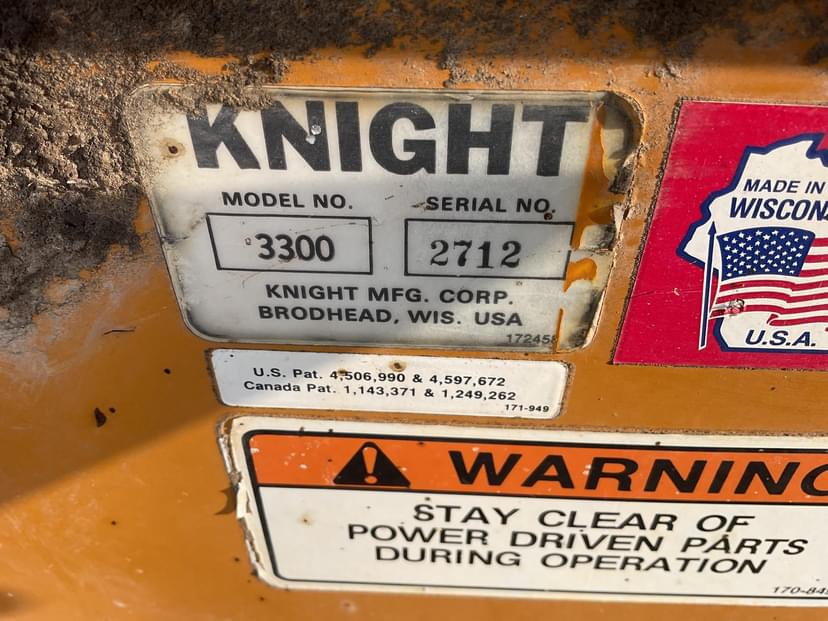 KNIGHT
MODEL NO. SERIAL NO.
3300 2712
KNIGHT MFG. CORP.
BRODHEAD, WIS. USA
U.S. Pat. 4,506,990 & 4,597,672
Canada Pat. 1,143,371 & 1,249,262
171-949
MADE IN
U.S.A.
WARNING
STAY CLEAR OF
POWER DRIVEN PARTS
DURING OPERATION